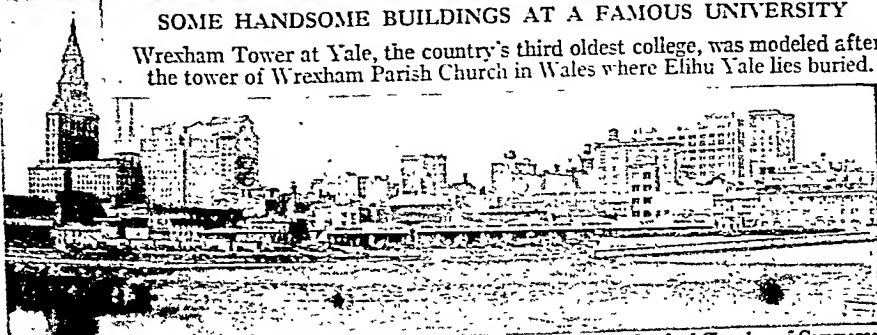 SOME HANDSOME BUILDINGS AT A FAMOUS UNIVERSITY
Wrexham Tower at Yale, the country's third oldest college, was modeled after
the tower of Wrexham Parish Church in Wales where Elihu Yale lies buried.